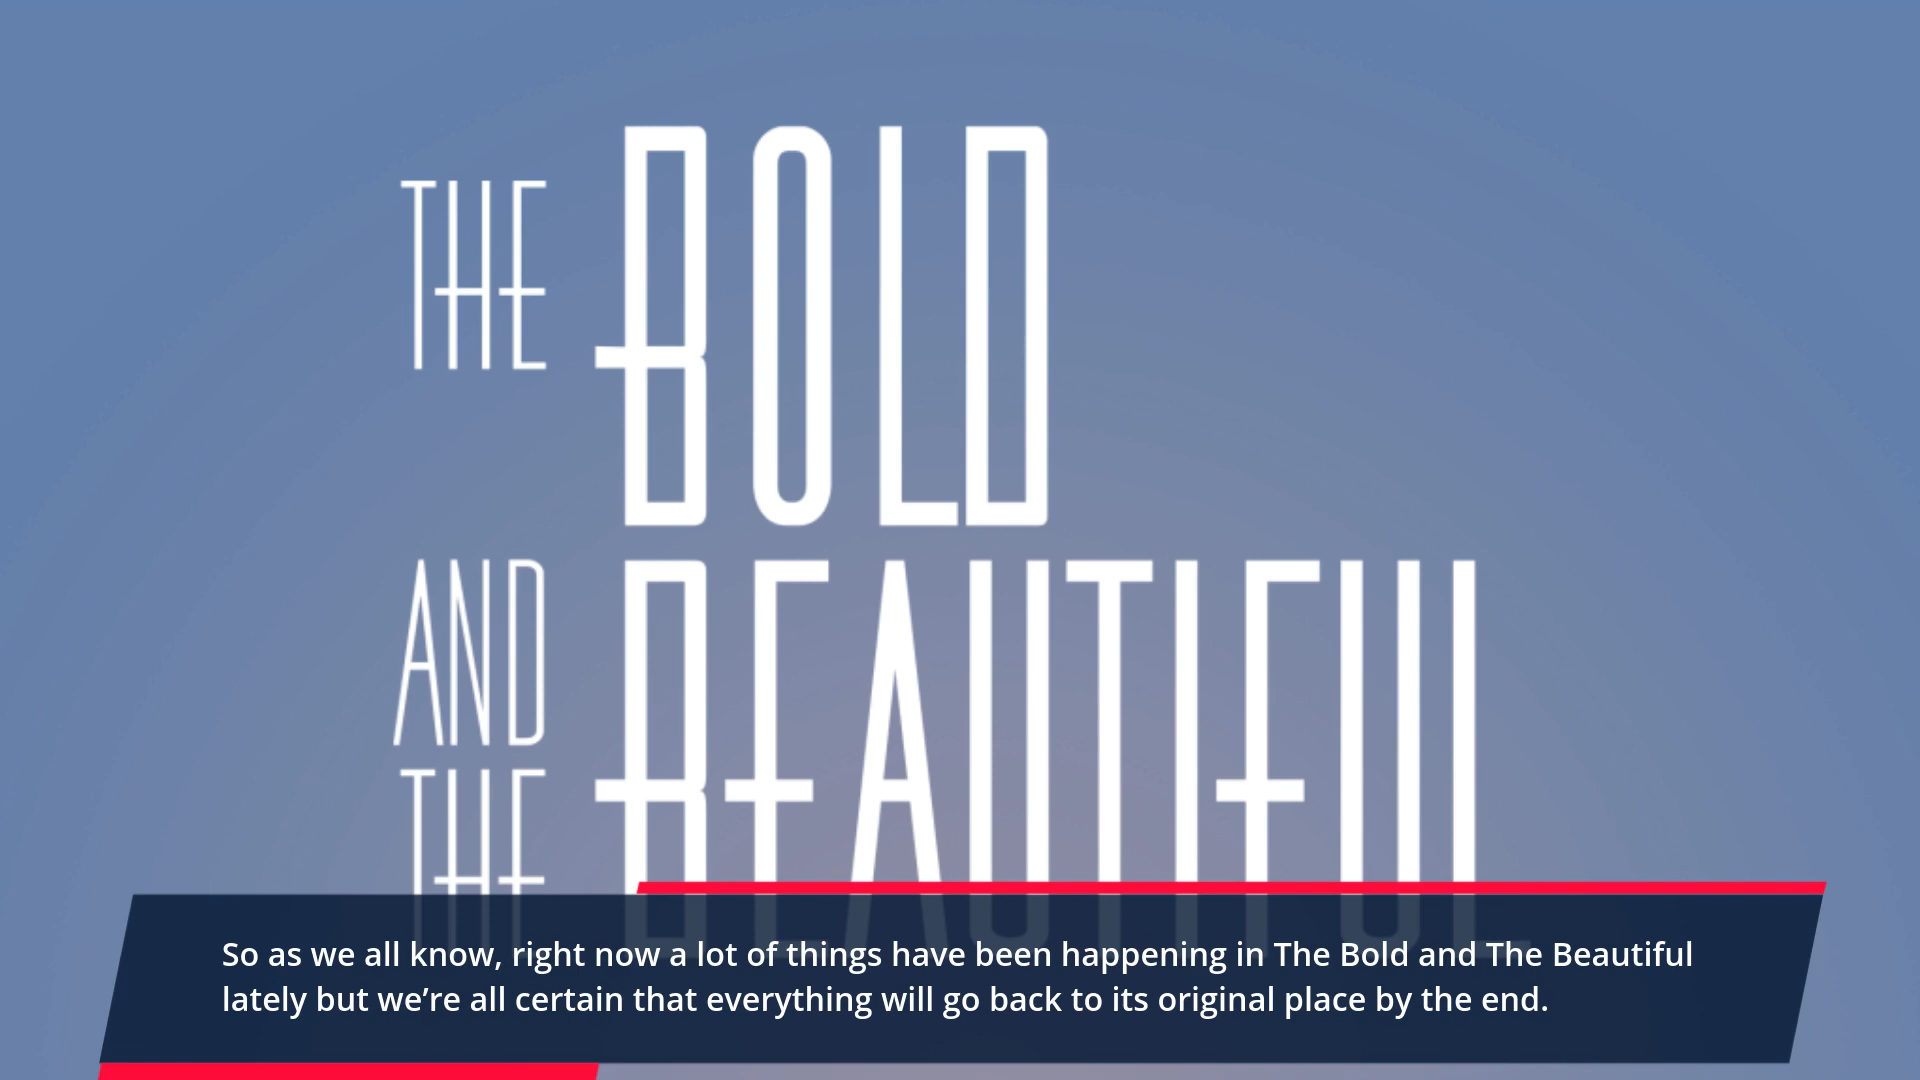 THE BOLD
AND
THE BEAUTIFUL
So as we all know, right now a lot of things have been happening in The Bold and The Beautiful
lately but we’re all certain that everything will go back to its original place by the end.